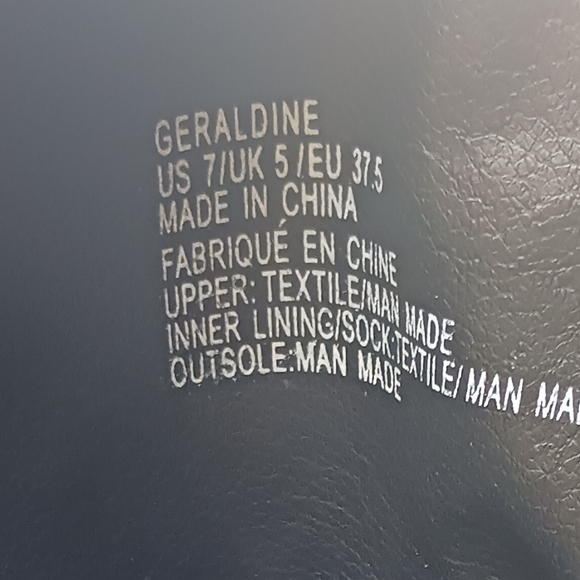 GERALDINE
US 7/UK 5/EU 37.5
MADE IN CHINA
FABRIQUÉ EN CHINE
UPPER: TEXTILE/MAN MADE
INNER LINING/SOCK:TEXTILE/MAN
OUTSOLE:MAN MADE